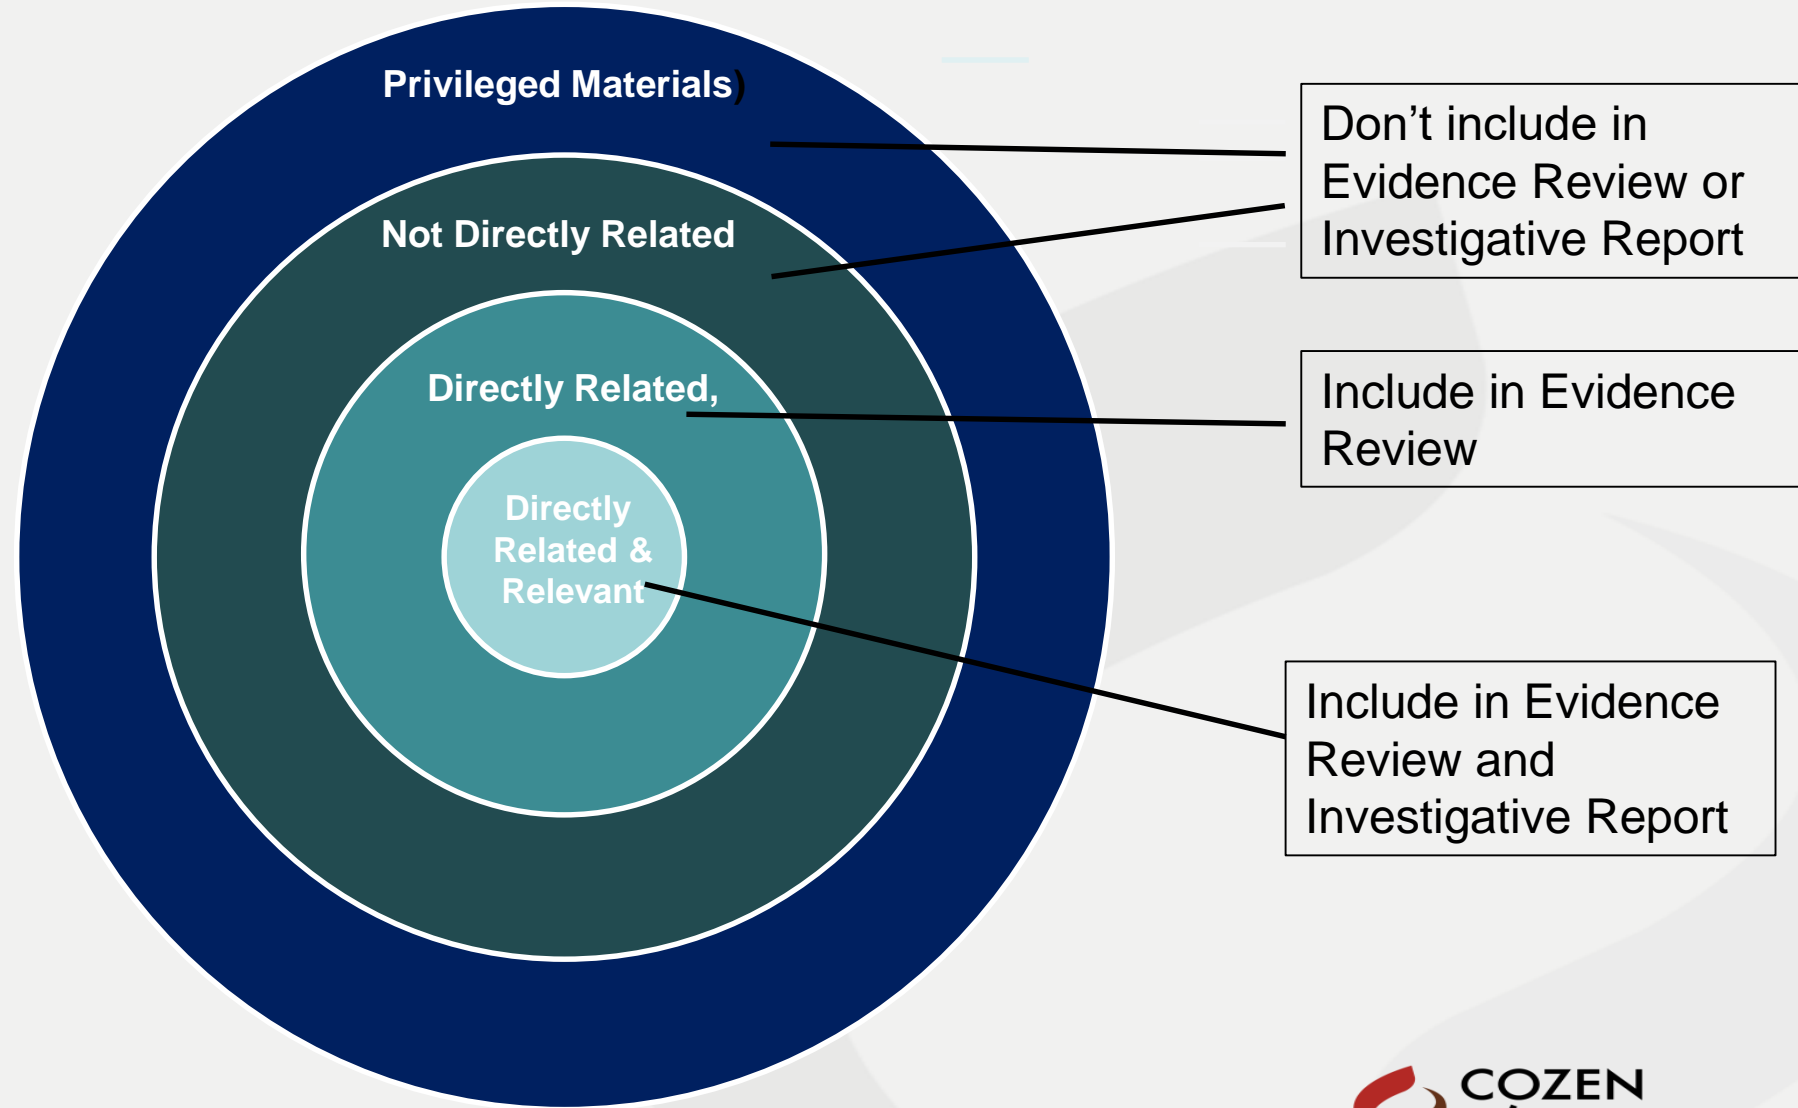 Privileged Materials)
Not Directly Related
Directly Related,
Directly
Related &
Relevant
Don’t include in
Evidence Review or
Investigative Report
Include in Evidence
Review
Include in Evidence
Review and
Investigative Report
COZEN